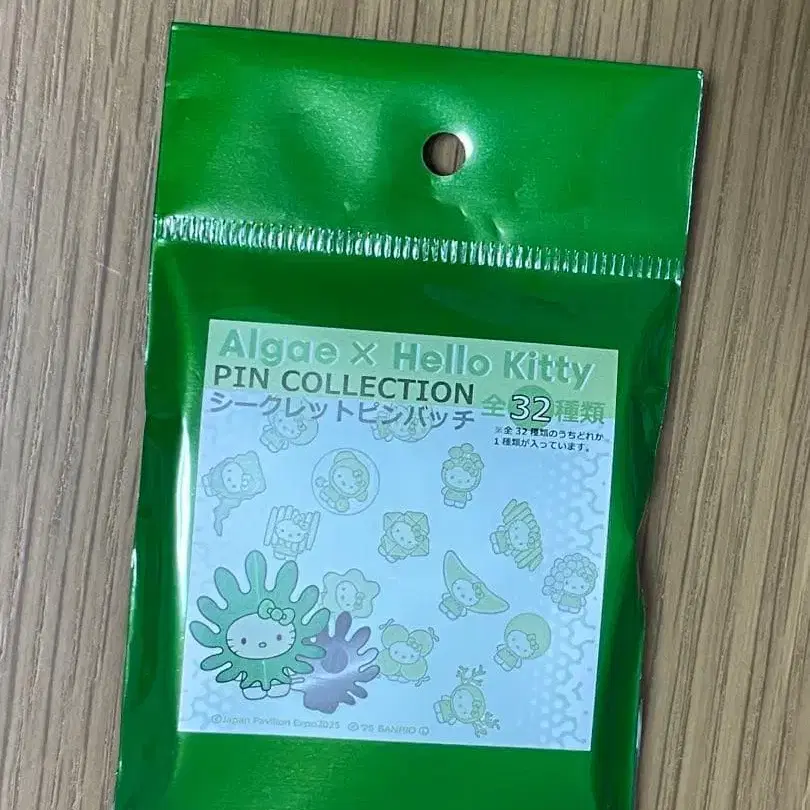 Algae × Hello Kitty
PIN COLLECTION
シークレットピンバッチ 全32種類
※全32種類のうちどれか
1種類が入っています。
©Japan Pavilion Expo2025 © '25 SANRIO Ⓛ